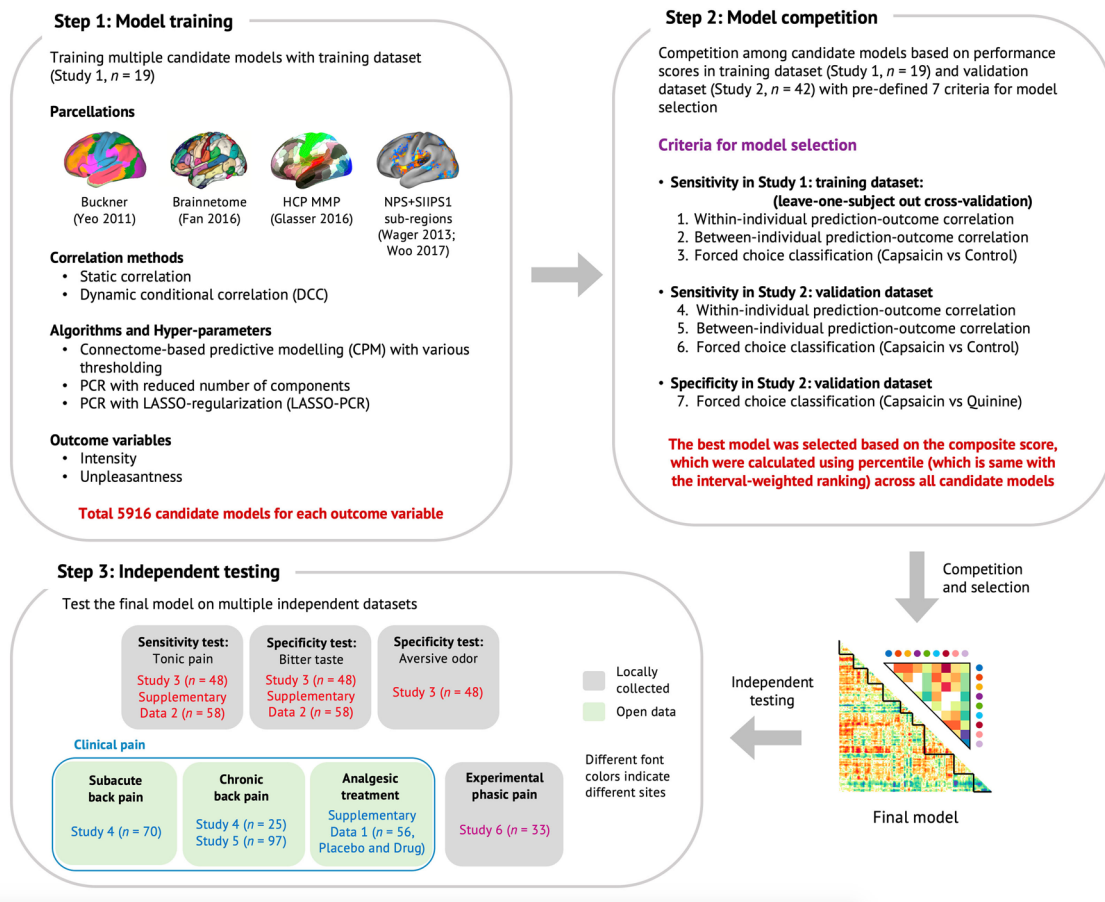 Step 1: Model training
Training multiple candidate models with training dataset
(Study 1, n = 19)
Parcellations
Buckner
(Yeo 2011)
Brainnetome
(Fan 2016)
HCP MMP
(Glasser 2016)
NPS+SIIPS1
sub-regions
(Wager 2013;
Woo 2017)
Correlation methods
• Static correlation
• Dynamic conditional correlation (DCC)
Algorithms and Hyper-parameters
• Connectome-based predictive modelling (CPM) with various
thresholding
• PCR with reduced number of components
• PCR with LASSO-regularization (LASSO-PCR)
Outcome variables
• Intensity
• Unpleasantness
Total 5916 candidate models for each outcome variable
Step 2: Model competition
Competition among candidate models based on performance
scores in training dataset (Study 1, n = 19) and validation
dataset (Study 2, n = 42) with pre-defined 7 criteria for model
selection
Criteria for model selection
• Sensitivity in Study 1: training dataset:
(leave-one-subject out cross-validation)
1. Within-individual prediction-outcome correlation
2. Between-individual prediction-outcome correlation
3. Forced choice classification (Capsaicin vs Control)
• Sensitivity in Study 2: validation dataset
4. Within-individual prediction-outcome correlation
5. Between-individual prediction-outcome correlation
6. Forced choice classification (Capsaicin vs Control)
• Specificity in Study 2: validation dataset
7. Forced choice classification (Capsaicin vs Quinine)
The best model was selected based on the composite score,
which were calculated using percentile (which is same with
the interval-weighted ranking) across all candidate models
Competition
and selection
Final model
Independent
testing
Step 3: Independent testing
Test the final model on multiple independent datasets
Sensitivity test:
Tonic pain
Study 3 (n = 48)
Supplementary
Data 2 (n = 58)
Specificity test:
Bitter taste
Study 3 (n = 48)
Supplementary
Data 2 (n = 58)
Specificity test:
Aversive odor
Study 3 (n = 48)
Locally
collected
Open data
Clinical pain
Subacute
back pain
Study 4 (n = 70)
Chronic
back pain
Study 4 (n = 25)
Study 5 (n = 97)
Analgesic
treatment
Supplementary
Data 1 (n = 56,
Placebo and Drug)
Experimental
phasic pain
Study 6 (n = 33)
Different font
colors indicate
different sites